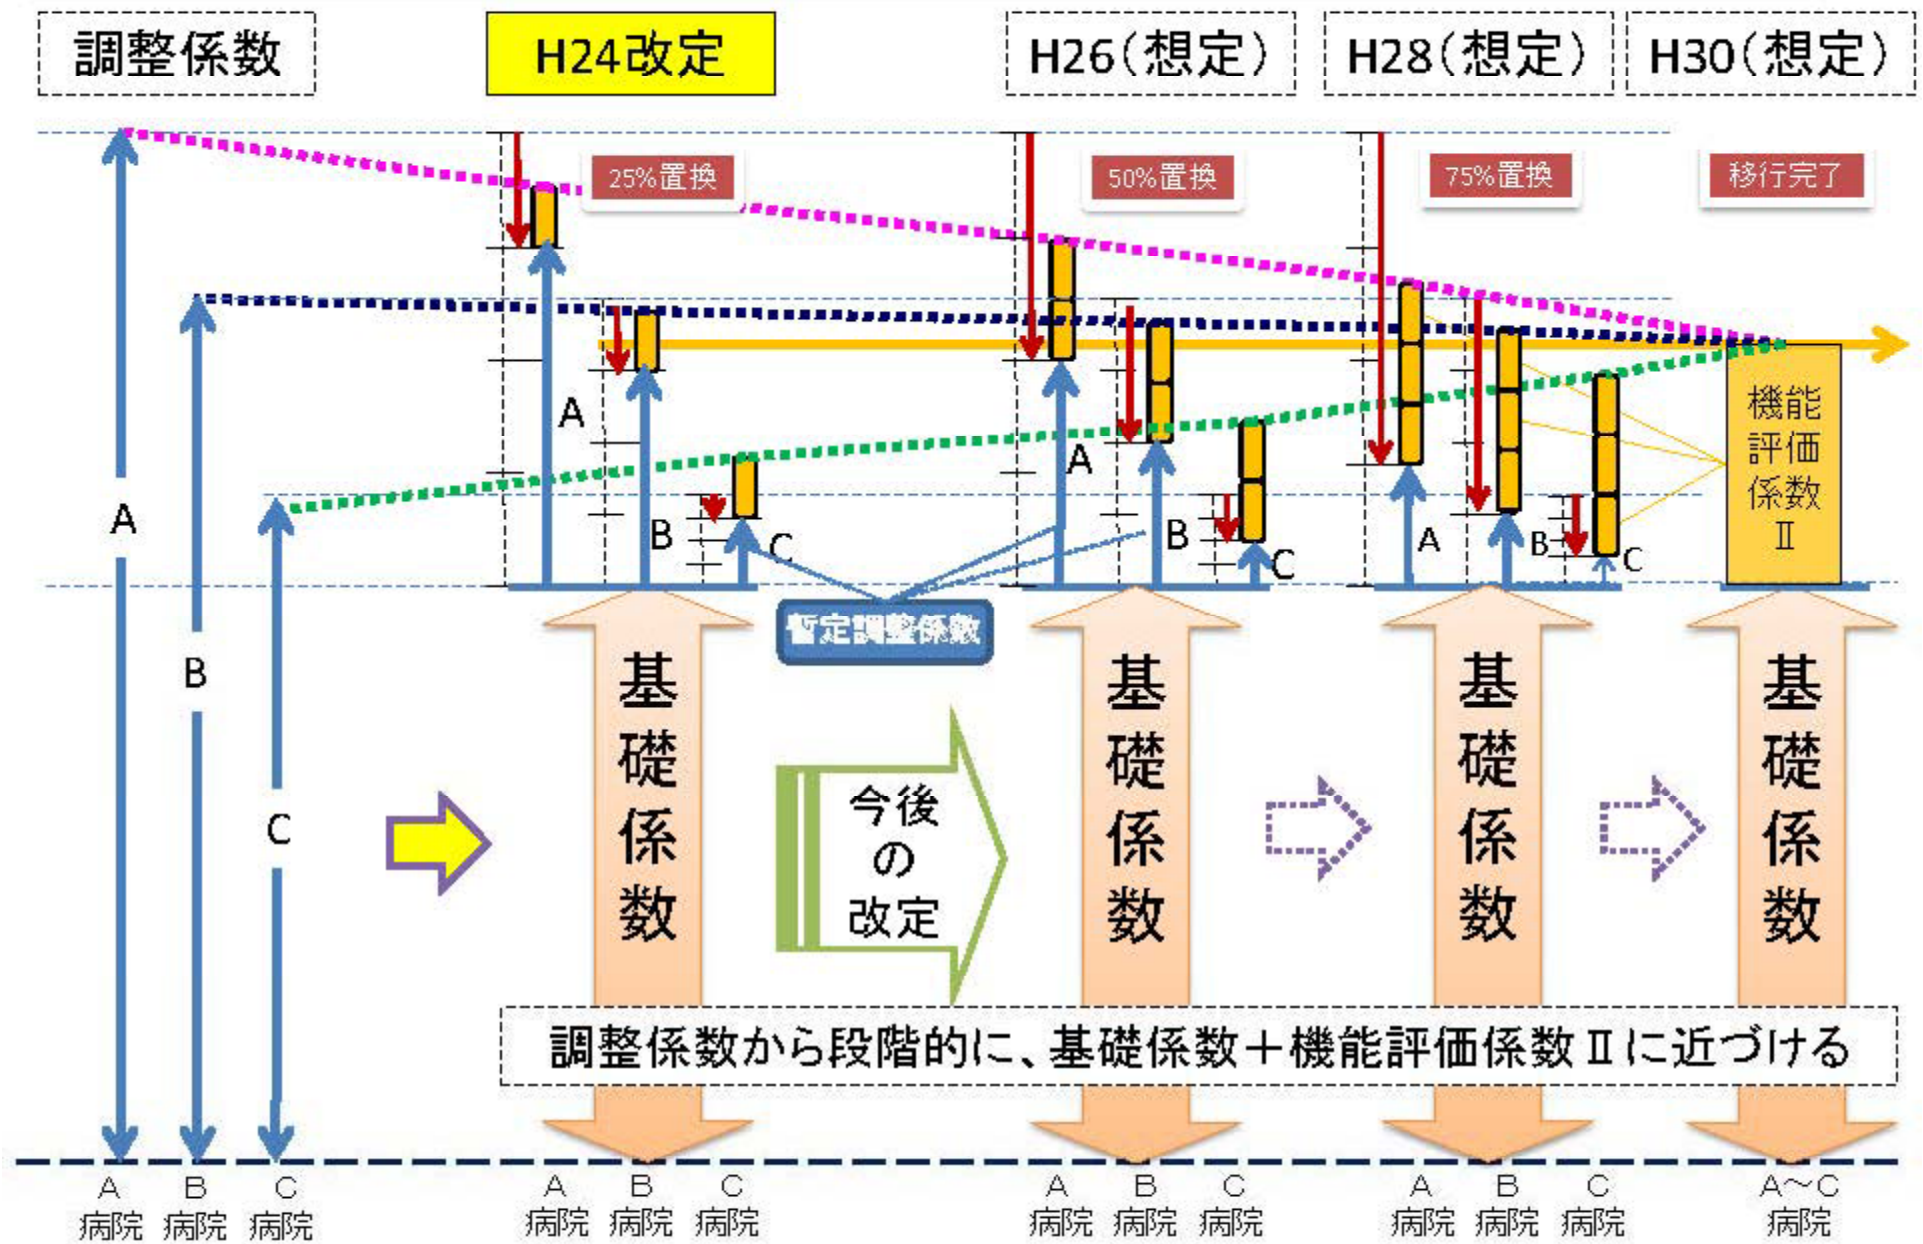 調整係数
H24改定
H26(想定)
H28(想定)
H30(想定)
25%置換
50%置換
75%置換
移行完了
A
B
C
A
B
C
A
B
C
A
B
C
機能
評価
係数
Ⅱ
暫定調整係数
基礎係数
基礎係数
基礎係数
基礎係数
今後
の
改定
調整係数から段階的に、基礎係数+機能評価係数Ⅱに近づける
A
病院
B
病院
C
病院
A
病院
B
病院
C
病院
A
病院
B
病院
C
病院
A
病院
B
病院
C
病院
A～C
病院